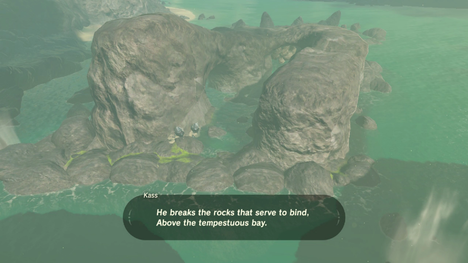 Kass
He breaks the rocks that serve to bind,
Above the tempestuous bay.